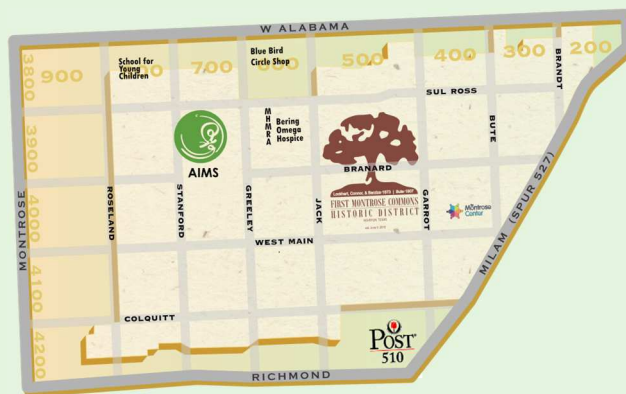 W ALABAMA
3800
900
School for
Young
Children
700
Blue Bird
Circle Shop
500
400
300
200
BRANDT
SUL ROSS
3900
AIMS
MHMRA
Bering
Omega
Hospice
BUTE
BRANARD
FIRST MONTROSE COMMONS
HISTORIC DISTRICT
MONTROSE
4000
ROSELAND
STANFORD
GREELEY
JACK
GARROT
Montrose
Center
MILAM (SPUR 527)
WEST MAIN
4100
COLQUITT
4200
POST
510
RICHMOND